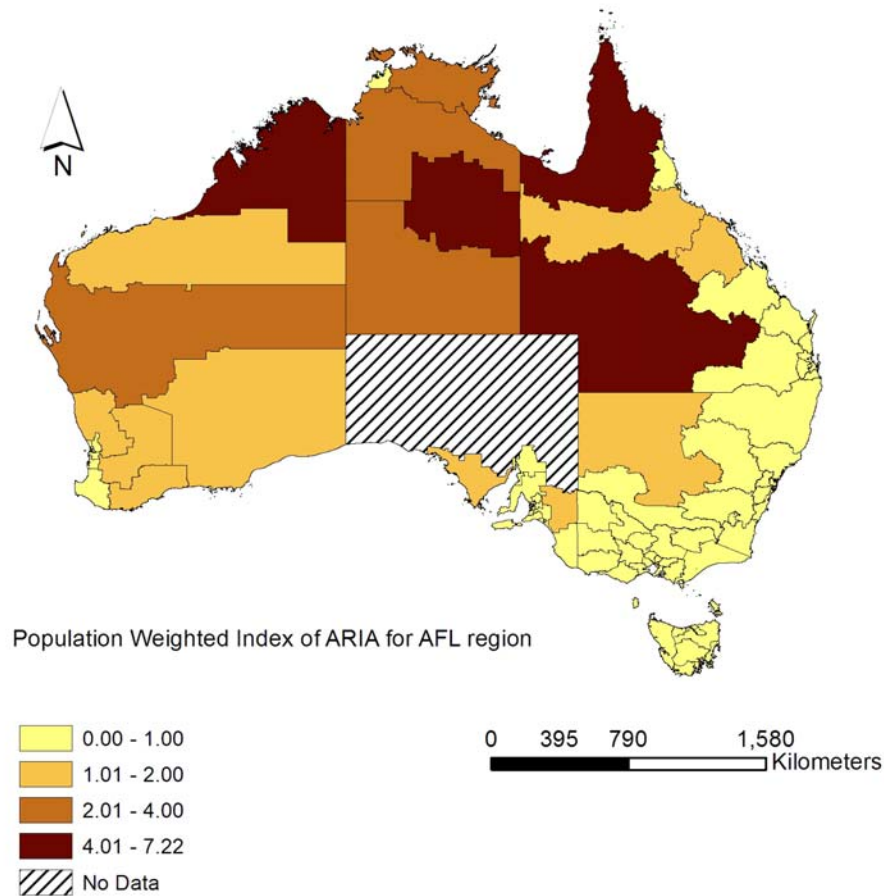 N
Population Weighted Index of ARIA for AFL region
0.00 - 1.00
1.01 - 2.00
2.01 - 4.00
4.01 - 7.22
No Data
0 395 790 1,580
Kilometers